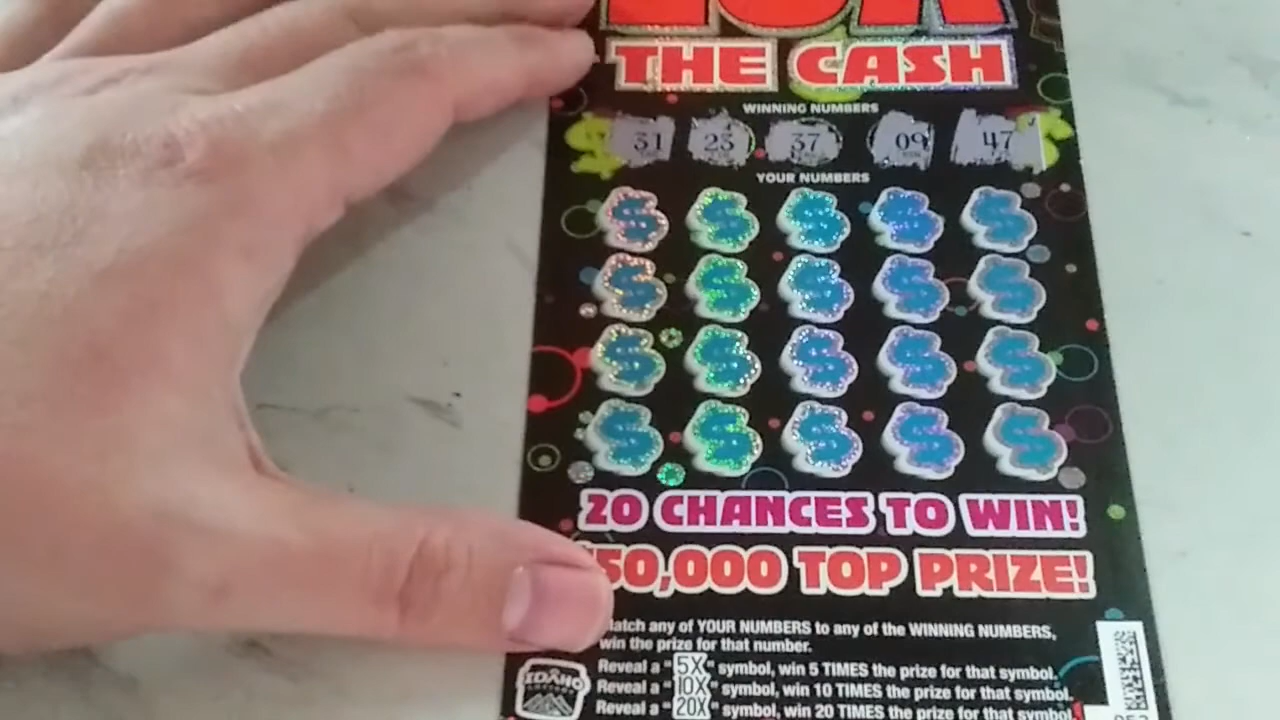 THE CASH
WINNING NUMBERS
31 23 37 09 47
YOUR NUMBERS
$ $ $ $ $
$ $ $ $ $
$ $ $ $ $
$ $ $ $ $
20 CHANCES TO WIN!
50,000 TOP PRIZE!
Match any of YOUR NUMBERS to any of the WINNING NUMBERS,
win the prize for that number.
Reveal a "5X" symbol, win 5 TIMES the prize for that symbol.
Reveal a "10X" symbol, win 10 TIMES the prize for that symbol.
Reveal a "20X" symbol, win 20 TIMES the prize for that symbol.
IDAHO